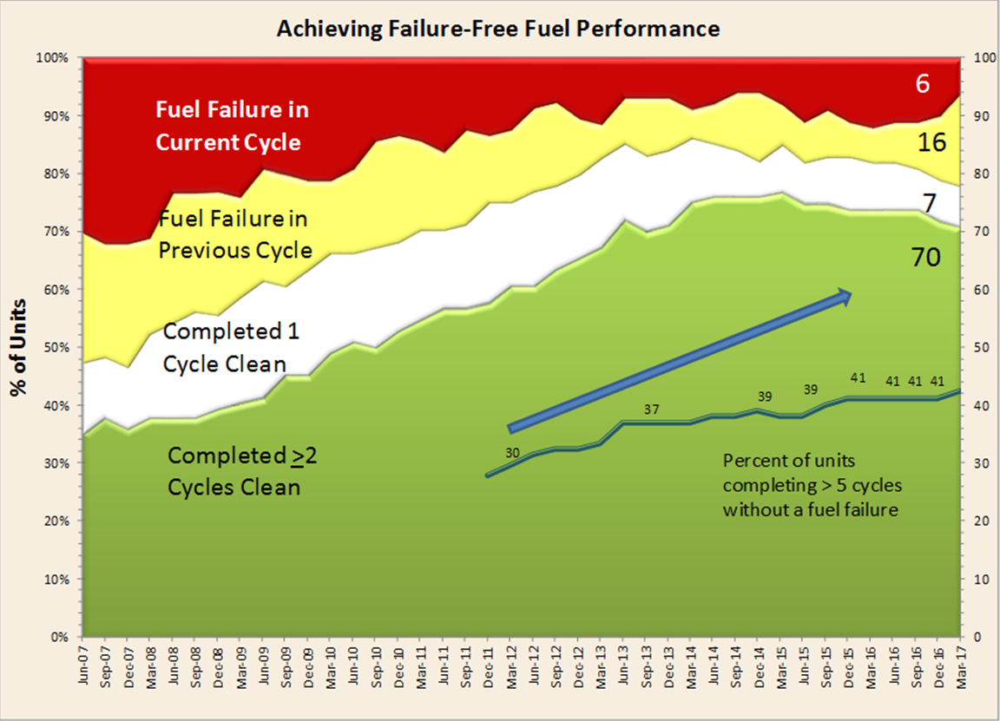 Achieving Failure-Free Fuel Performance
100%
90%
80%
70%
60%
50%
40%
30%
20%
10%
0%
% of Units
Fuel Failure in
Current Cycle
Fuel Failure in
Previous Cycle
Completed 1
Cycle Clean
Completed >2
Cycles Clean
6
16
7
70
30
37
39
39
41
41
41
41
Percent of units
completing > 5 cycles
without a fuel failure
100
90
80
70
60
50
40
30
20
10
0
Jun-07
Sep-07
Dec-07
Mar-08
Jun-08
Sep-08
Dec-08
Mar-09
Jun-09
Sep-09
Dec-09
Mar-10
Jun-10
Sep-10
Dec-10
Mar-11
Jun-11
Sep-11
Dec-11
Mar-12
Jun-12
Sep-12
Dec-12
Mar-13
Jun-13
Sep-13
Dec-13
Mar-14
Jun-14
Sep-14
Dec-14
Mar-15
Jun-15
Sep-15
Dec-15
Mar-16
Jun-16
Sep-16
Dec-16
Mar-17